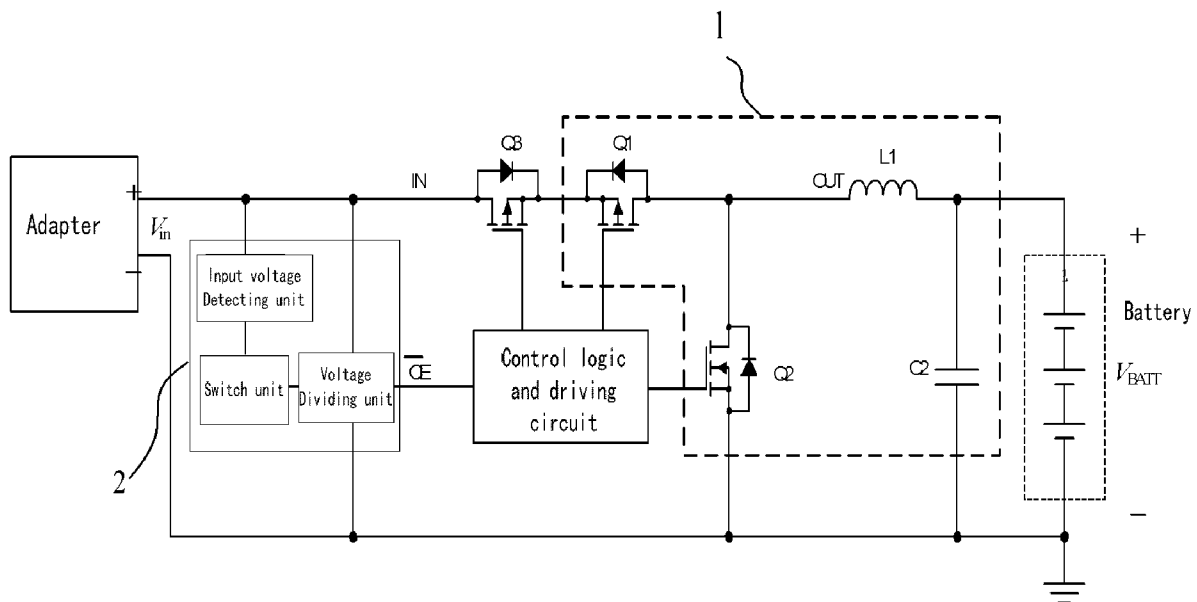 1
Q3
Q1
L1
IN
OUT
+
Adapter
Vin
−
+
Input voltage
Detecting unit
Battery
Control logic
and driving
circuit
CE
Switch unit
Voltage
Dividing unit
Q2
C2
VBATT
2
−